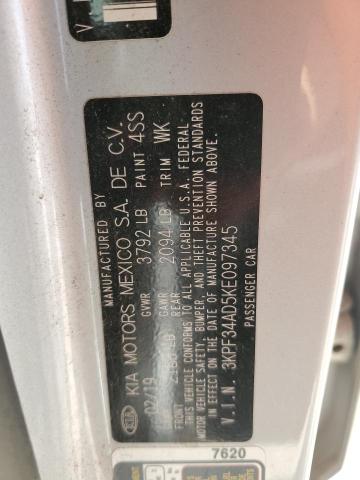 MANUFACTURED BY
KIA KIA MOTORS MEXICO S.A. DE C.V.
02/19 GVWR 3792 LB PAINT 4SS
FRONT GAWR REAR 2094 LB TRIM WK
THIS VEHICLE CONFORMS TO ALL APPLICABLE U.S.A. FEDERAL
MOTOR VEHICLE SAFETY, BUMPER, AND THEFT PREVENTION STANDARDS
IN EFFECT ON THE DATE OF MANUFACTURE SHOWN ABOVE.
V.I.N. 3KPF34AD5KE097345
PASSENGER CAR
7620